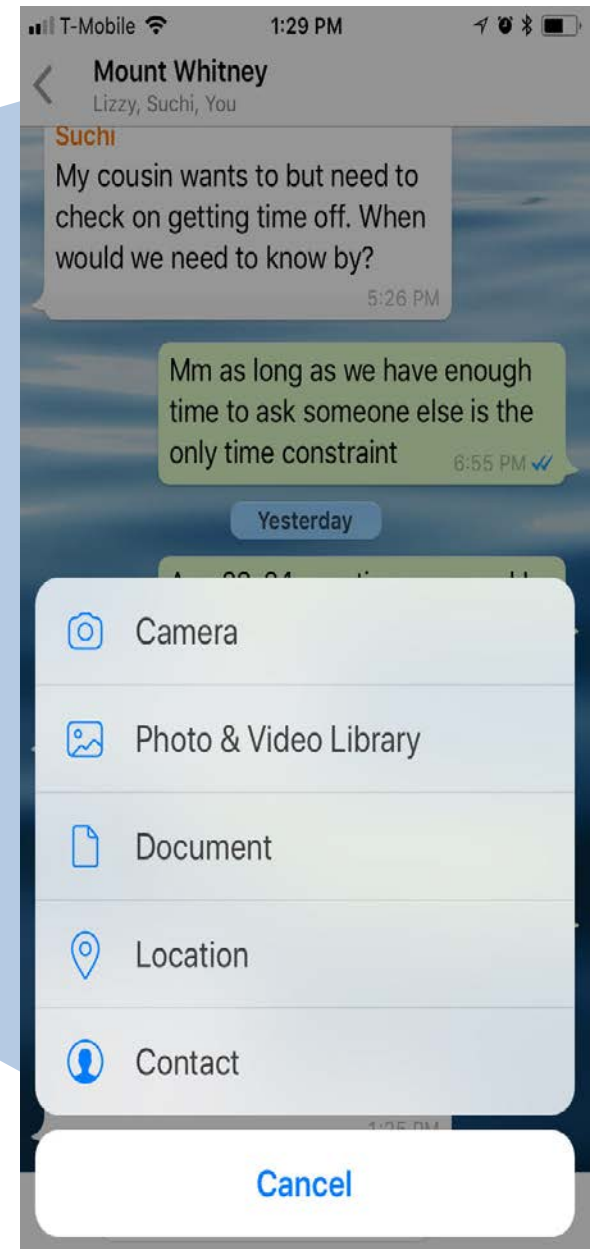 T-Mobile 1:29 PM
Mount Whitney
Lizzy, Suchi, You
Suchi
My cousin wants to but need to
check on getting time off. When
would we need to know by?
5:26 PM
Mm as long as we have enough
time to ask someone else is the
only time constraint 6:55 PM
Yesterday
Camera
Photo & Video Library
Document
Location
Contact
1:25 PM
Cancel